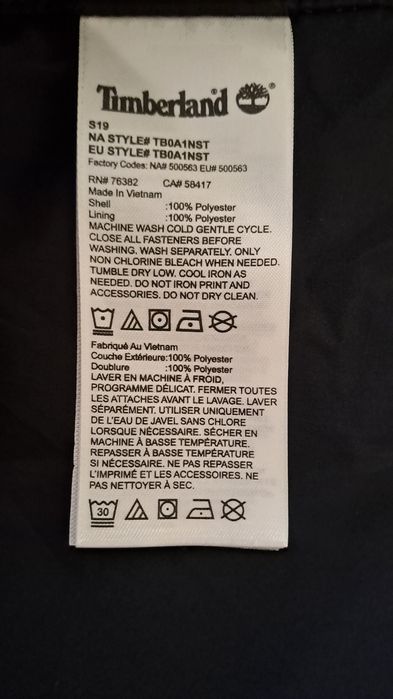 Timberland®
S19
NA STYLE# TB0A1NST
EU STYLE# TB0A1NST
Factory Codes: NA# 500563 EU# 500563
RN# 76382 CA# 58417
Made In Vietnam
Shell :100% Polyester
Lining :100% Polyester
MACHINE WASH COLD GENTLE CYCLE.
CLOSE ALL FASTENERS BEFORE
WASHING. WASH SEPARATELY. ONLY
NON CHLORINE BLEACH WHEN NEEDED.
TUMBLE DRY LOW. COOL IRON AS
NEEDED. DO NOT IRON PRINT AND
ACCESSORIES. DO NOT DRY CLEAN.
Fabriqué Au Vietnam
Couche Extérieure:100% Polyester
Doublure :100% Polyester
LAVER EN MACHINE À FROID,
PROGRAMME DÉLICAT. FERMER TOUTES
LES ATTACHES AVANT LE LAVAGE. LAVER
SÉPARÉMENT. UTILISER UNIQUEMENT
DE L'EAU DE JAVEL SANS CHLORE
LORSQUE NÉCESSAIRE. SÉCHER EN
MACHINE À BASSE TEMPÉRATURE.
REPASSER À BASSE TEMPÉRATURE
SI NÉCESSAIRE. NE PAS REPASSER
L'IMPRIMÉ ET LES ACCESSOIRES. NE
PAS NETTOYER À SEC.
30